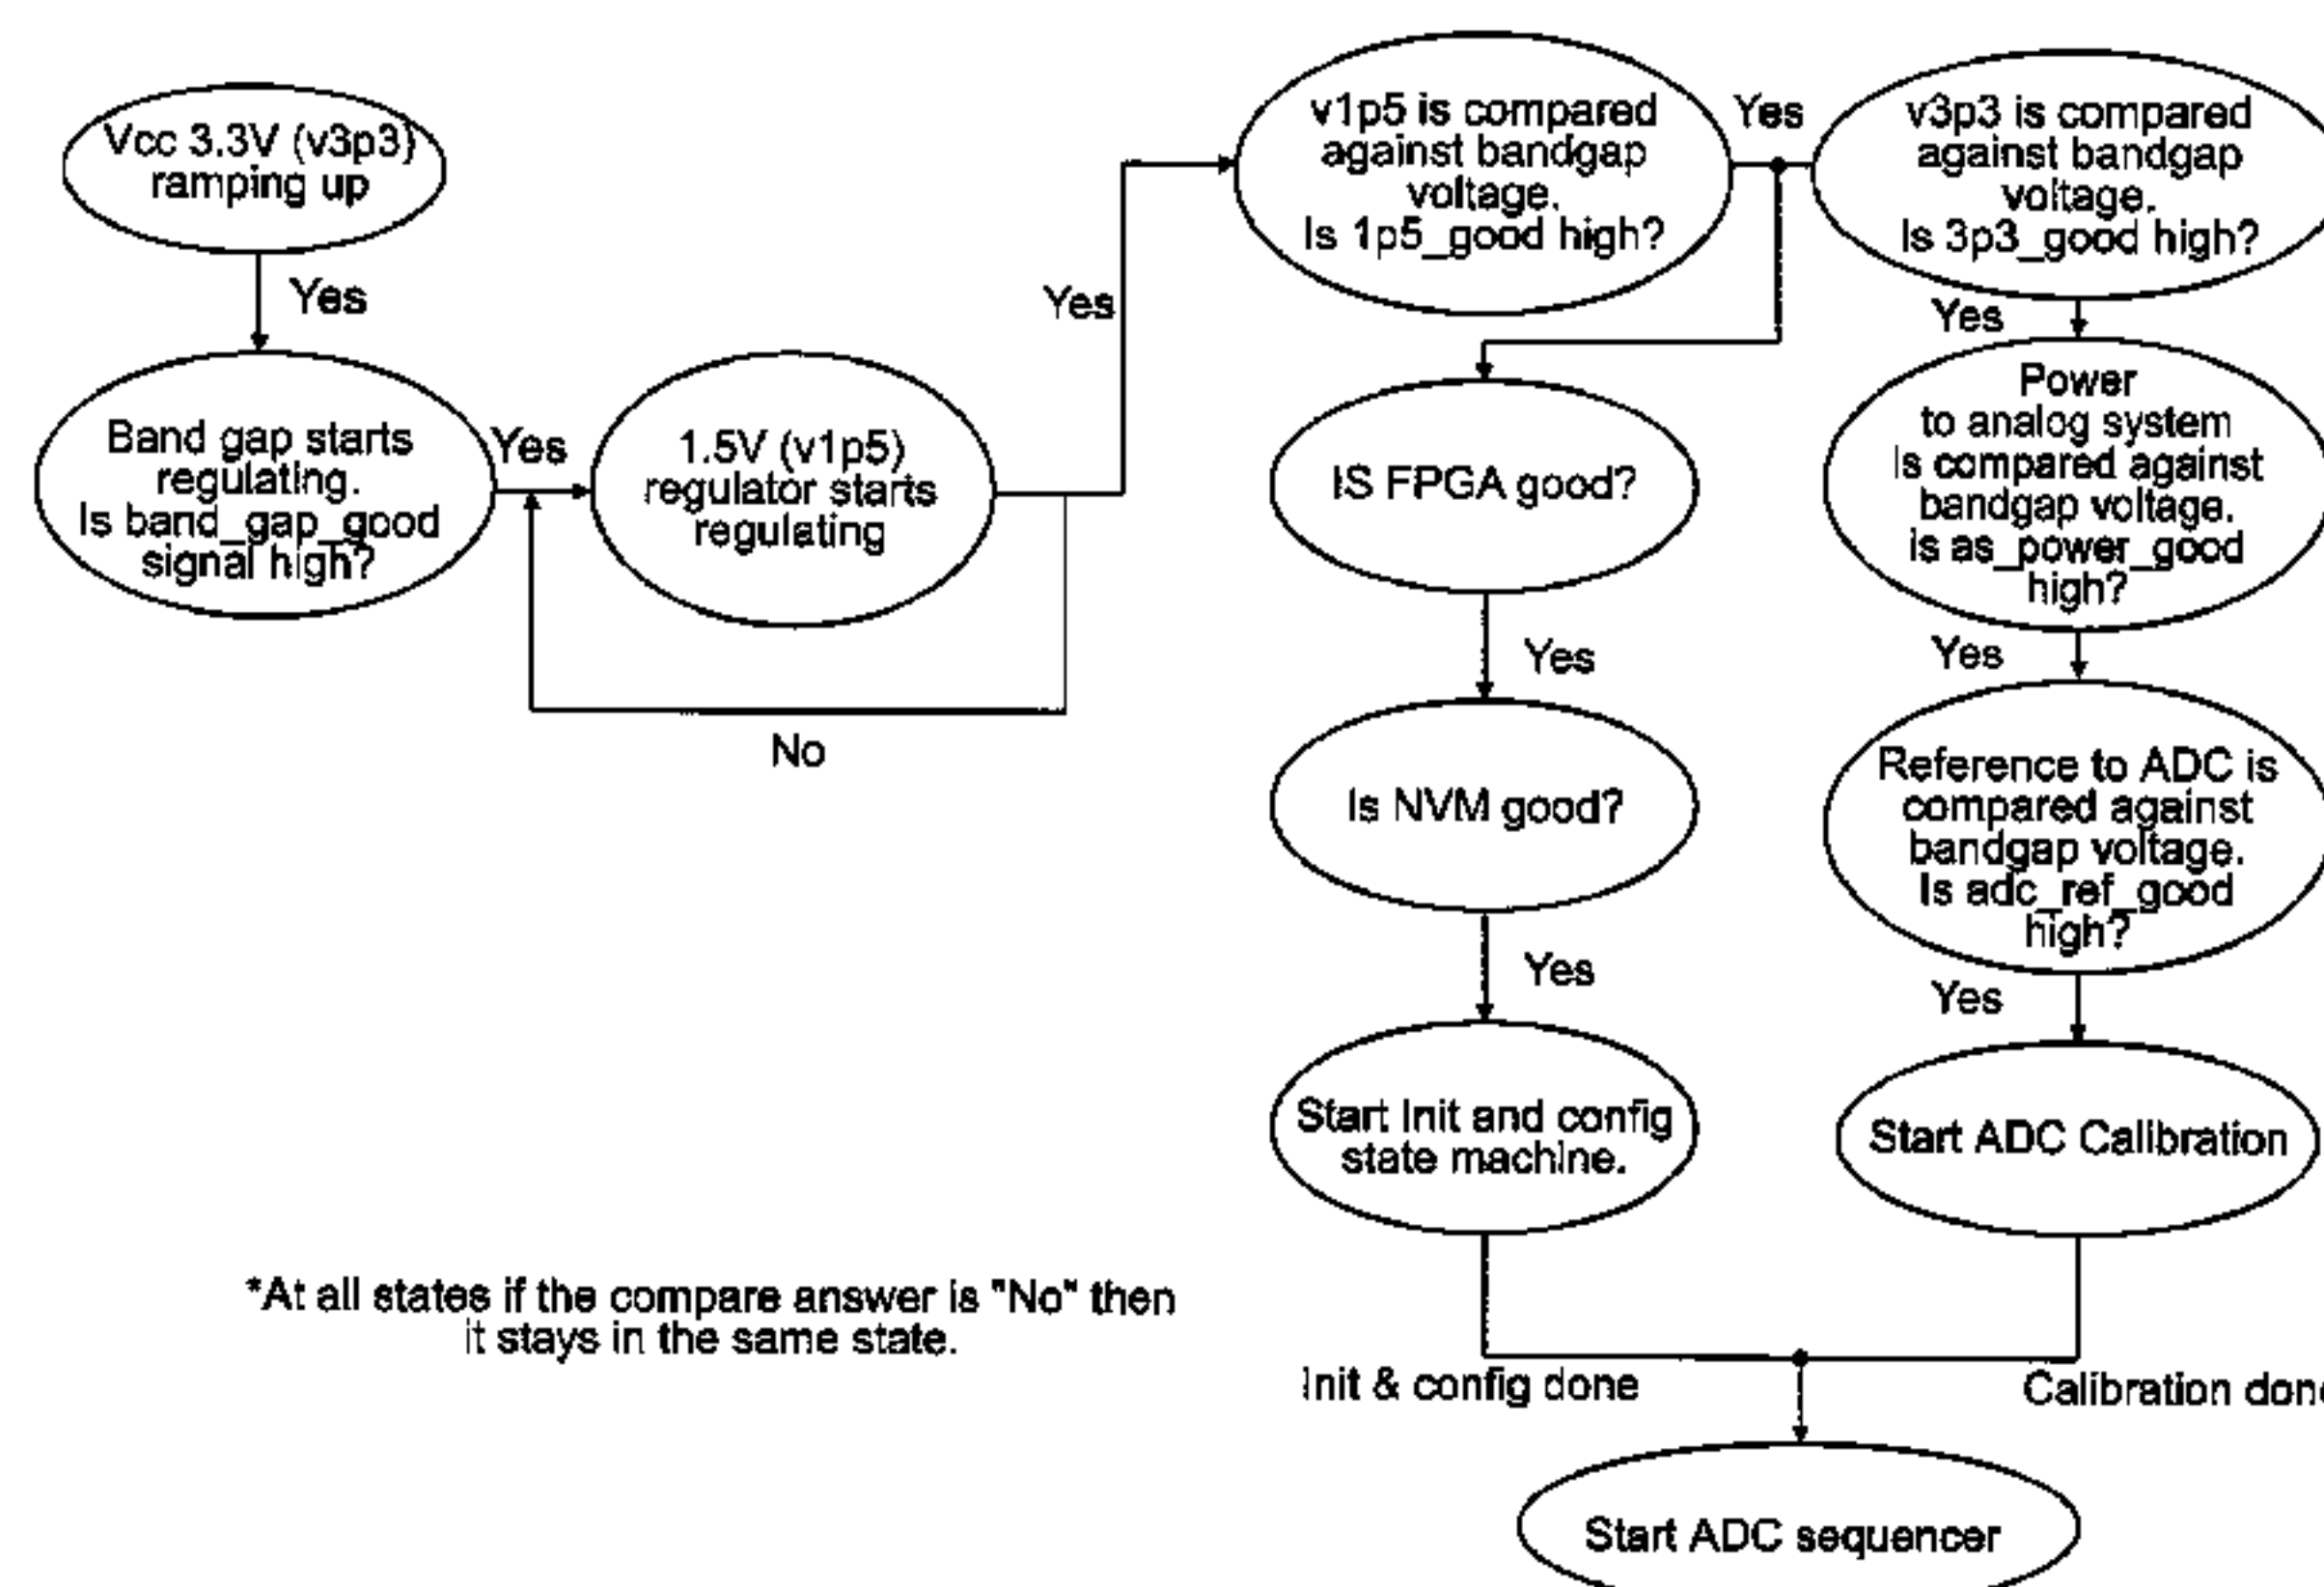 Vcc 3.3V (v3p3)
ramping up
Yes
Band gap starts
regulating.
Is band_gap_good
signal high?
Yes
1.5V (v1p5)
regulator starts
regulating
No
Yes
v1p5 is compared
against bandgap
voltage.
Is 1p5_good high?
Yes
v3p3 is compared
against bandgap
voltage.
Is 3p3_good high?
IS FPGA good?
Yes
Is NVM good?
Yes
Start Init and config
state machine.
Yes
Power
to analog system
Is compared against
bandgap voltage.
is as_power_good
high?
Yes
Reference to ADC is
compared against
bandgap voltage.
Is adc_ref_good
high?
Yes
Start ADC Calibration
Init & config done
Calibration
Start ADC sequencer
*At all states if the compare answer is "No" then
it stays in the same state.